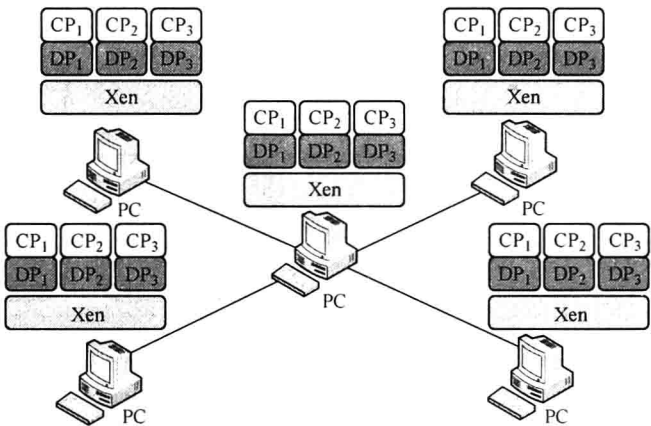 CP₁ CP₂ CP₃
DP₁ DP₂ DP₃
Xen
PC
CP₁ CP₂ CP₃
DP₁ DP₂ DP₃
Xen
PC
CP₁ CP₂ CP₃
DP₁ DP₂ DP₃
Xen
PC
CP₁ CP₂ CP₃
DP₁ DP₂ DP₃
Xen
PC
CP₁ CP₂ CP₃
DP₁ DP₂ DP₃
Xen
PC